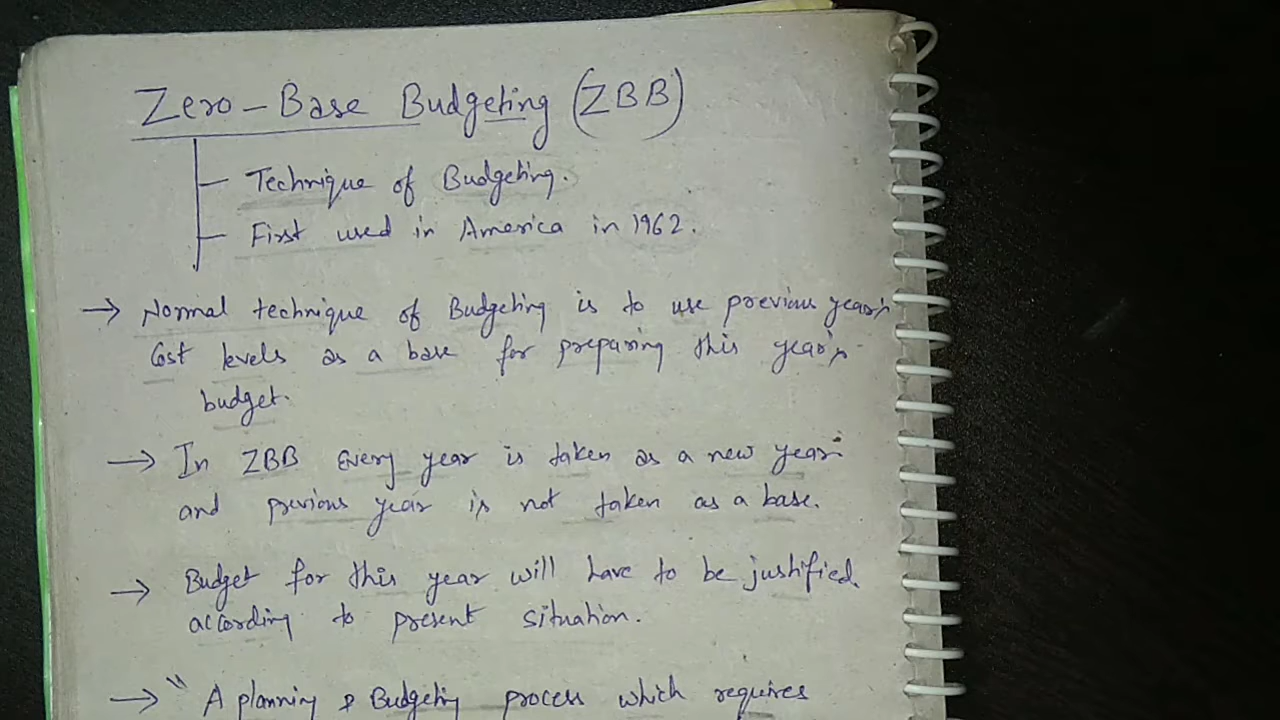 Zero-Base Budgeting (ZBB)
Technique of Budgeting.
First used in America in 1962.
→ Normal technique of Budgeting is to use previous year's
Cost levels as a base for preparing this year's
budget.
→ In ZBB Every year is taken as a new year
and previous year is not taken as a base.
→ Budget for this year will have to be justified.
according to present situation.
→ " A planning & Budgeting process which requires